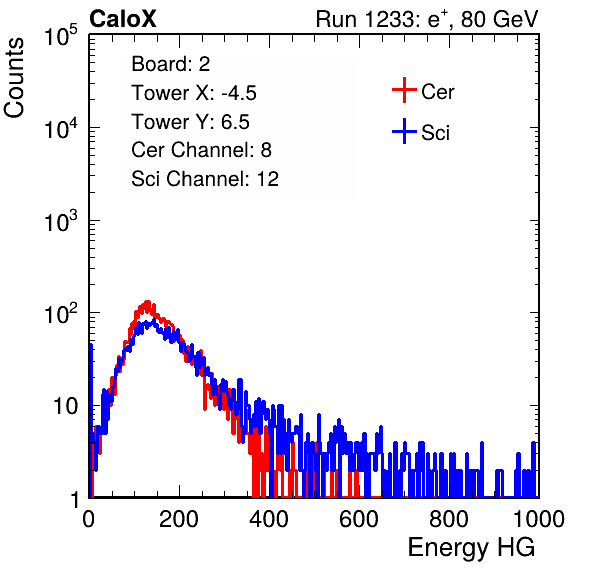 CaloX Run 1233: e⁺, 80 GeV
Counts
10⁵
10⁴
10³
10²
10
1
Board: 2
Tower X: -4.5
Tower Y: 6.5
Cer Channel: 8
Sci Channel: 12
Cer
Sci
0 200 400 600 800 1000
Energy HG